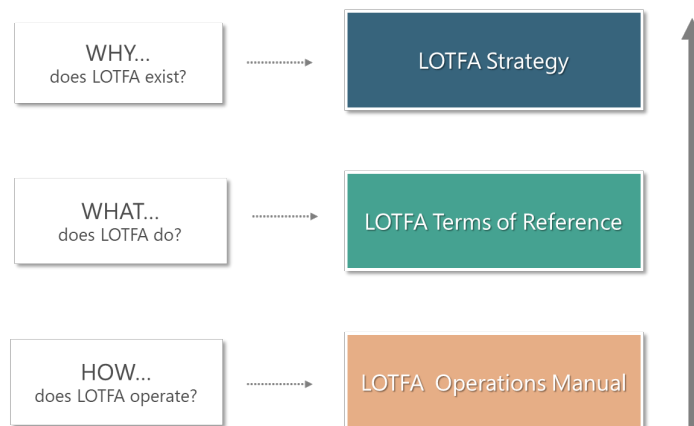 WHY...
does LOTFA exist?
LOTFA Strategy
WHAT...
does LOTFA do?
LOTFA Terms of Reference
HOW...
does LOTFA operate?
LOTFA Operations Manual